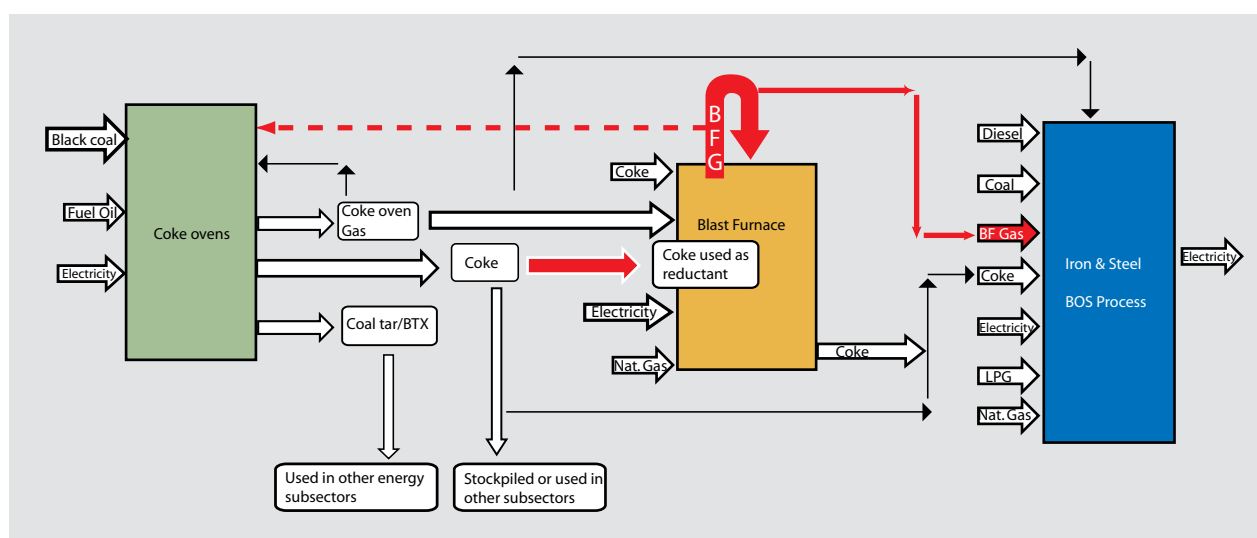 Black coal
Fuel Oil
Electricity
Coke ovens
Coke oven
Gas
Coke
Coal tar/BTX
Used in other energy
subsectors
Stockpiled or used in
other subsectors
BFG
Coke
Blast Furnace
Coke used as
reductant
Electricity
Nat. Gas
Coke
Diesel
Coal
BF Gas
Coke
Electricity
LPG
Nat. Gas
Iron & Steel
BOS Process
Electricity